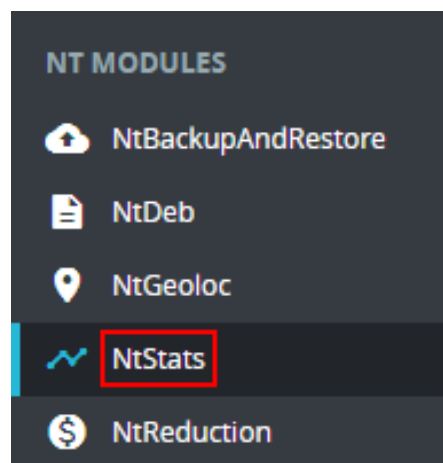 NT MODULES
NtBackupAndRestore
NtDeb
NtGeoloc
NtStats
NtReduction